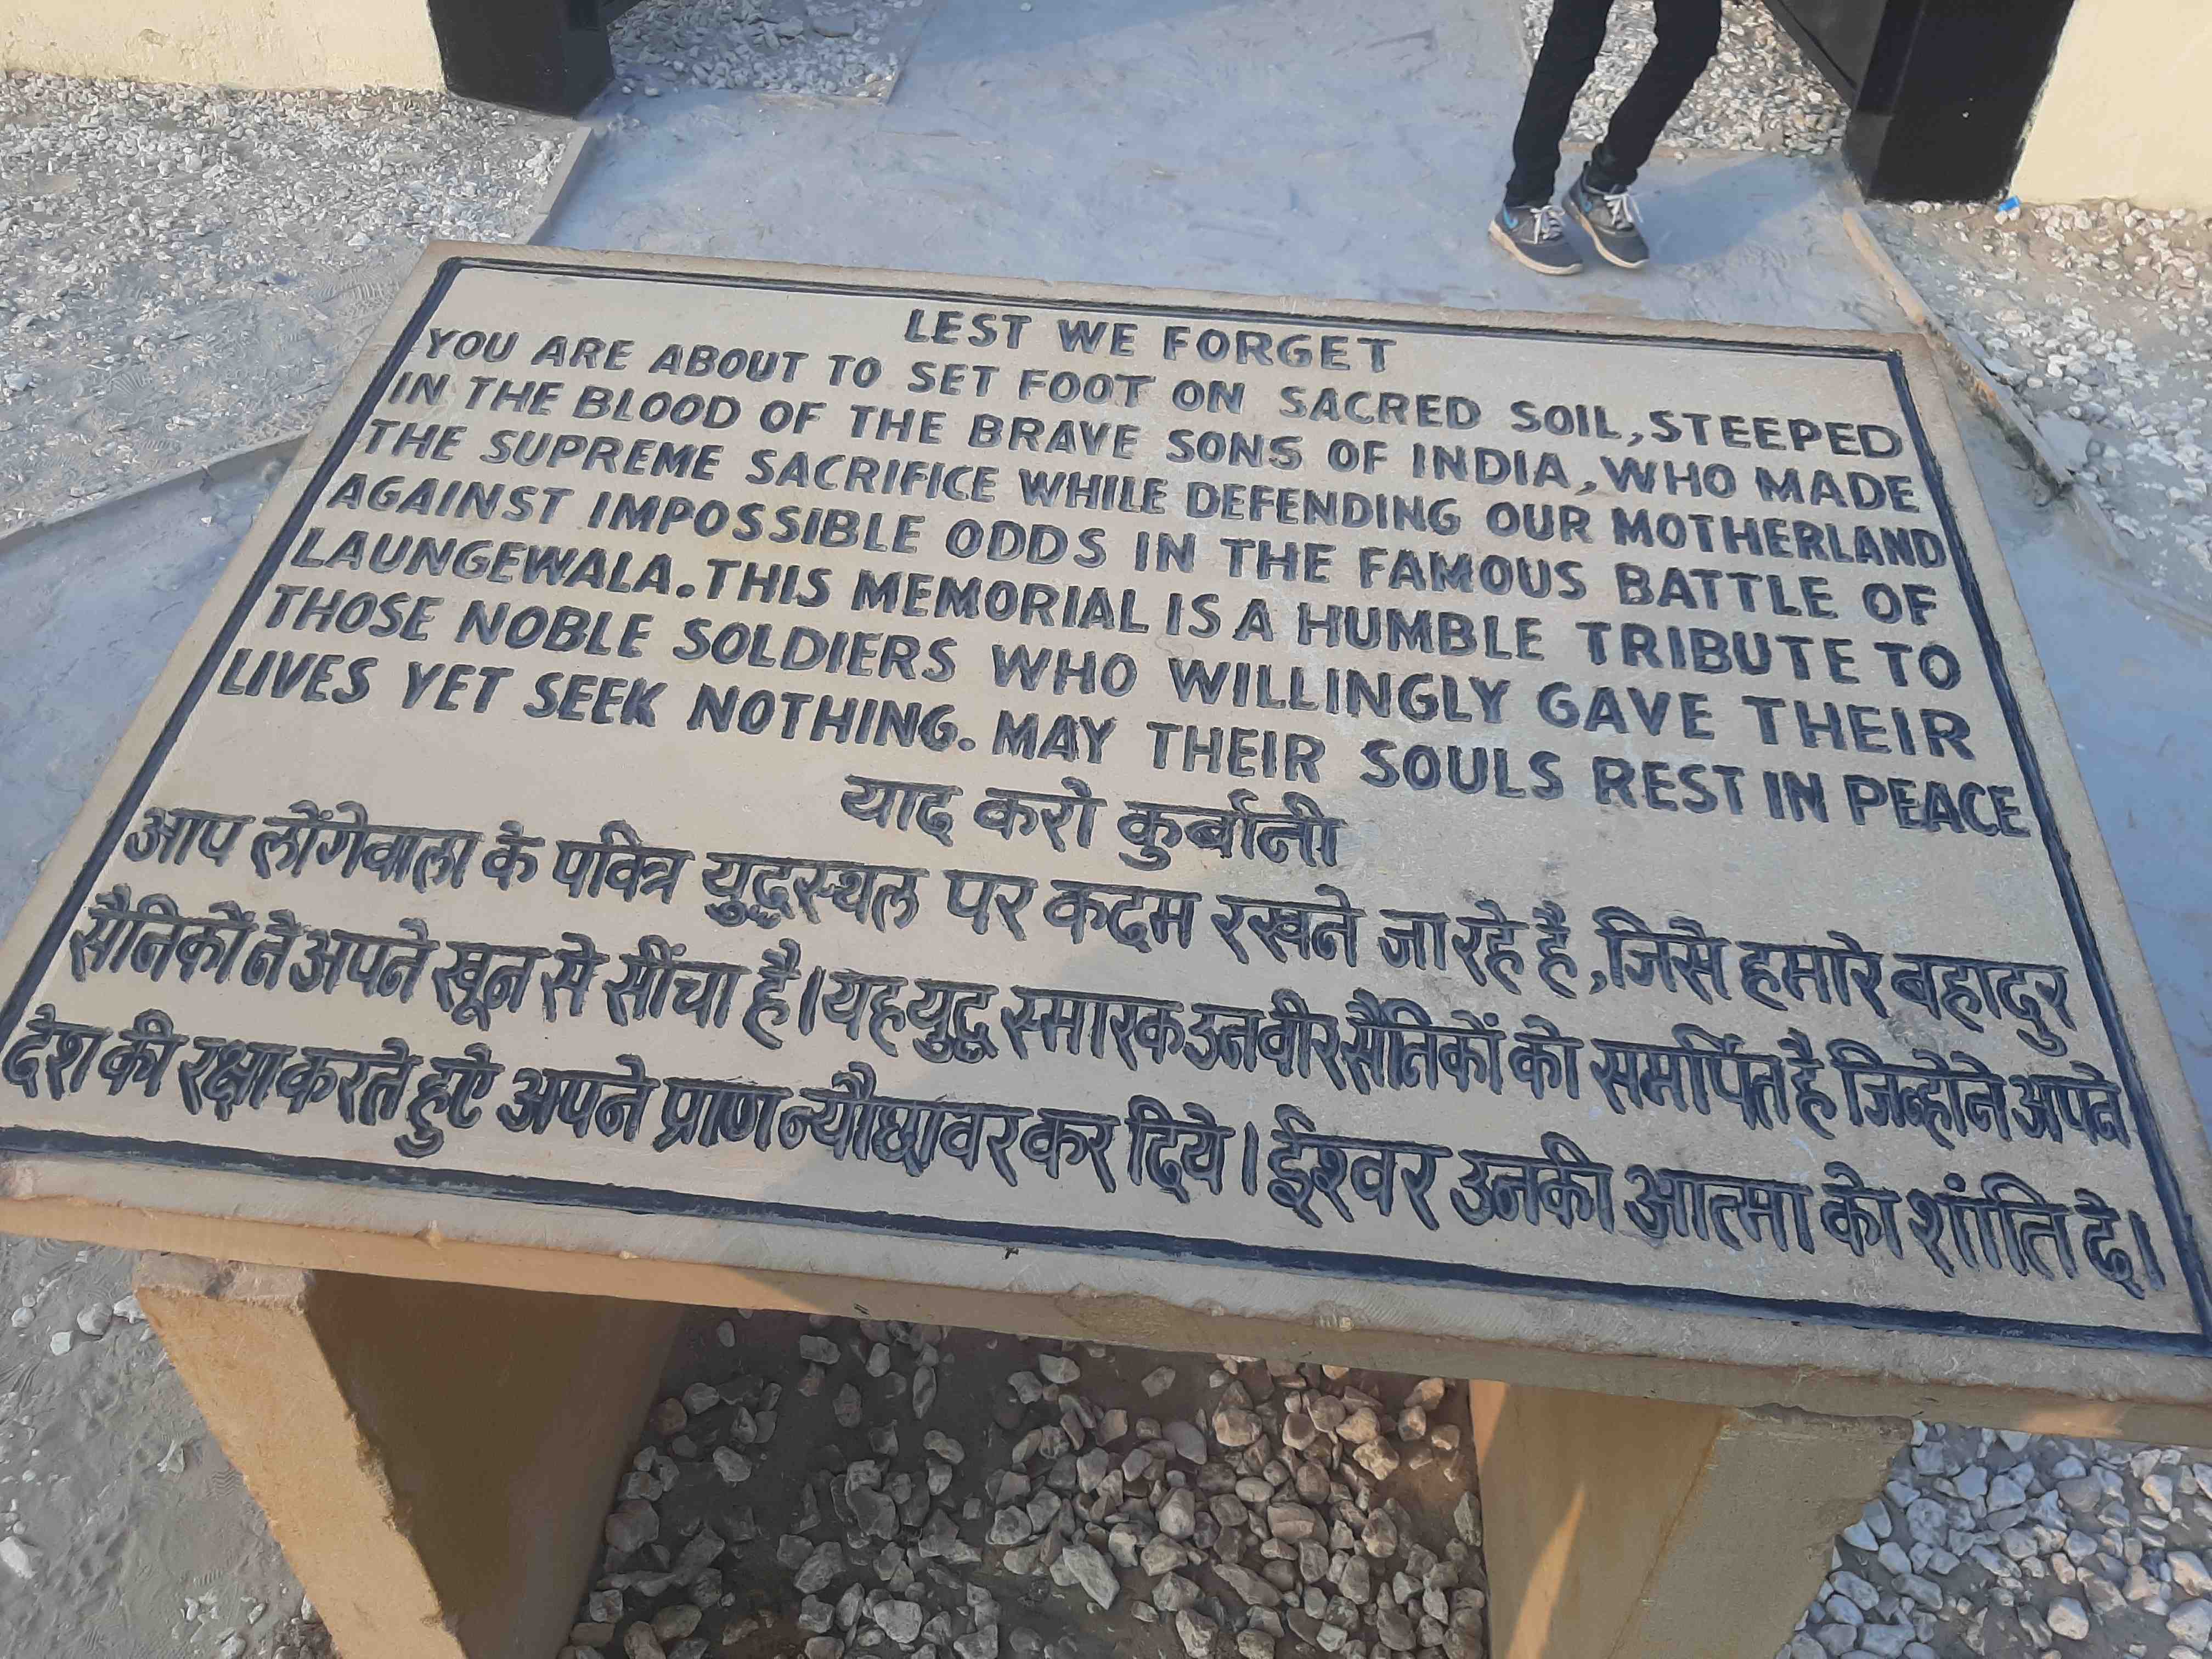 LEST WE FORGET
YOU ARE ABOUT TO SET FOOT ON SACRED SOIL, STEEPED
IN THE BLOOD OF THE BRAVE SONS OF INDIA, WHO MADE
THE SUPREME SACRIFICE WHILE DEFENDING OUR MOTHERLAND
AGAINST IMPOSSIBLE ODDS IN THE FAMOUS BATTLE OF
LAUNGEWALA. THIS MEMORIAL IS A HUMBLE TRIBUTE TO
THOSE NOBLE SOLDIERS WHO WILLINGLY GAVE THEIR
LIVES YET SEEK NOTHING. MAY THEIR SOULS REST IN PEACE
याद करो कुर्बानी
आप लोंगेवाला के पवित्र युद्धस्थल पर कदम रखने जा रहे है, जिसे हमारे बहादुर
सैनिकों ने अपने खून से सींचा है। यह युद्ध स्मारक उन वीर सैनिकों को समर्पित है जिन्होने अपने
देश की रक्षा करते हुऐ अपने प्राण न्यौछावर कर दिये। ईश्वर उनकी आत्मा को शांति दे।